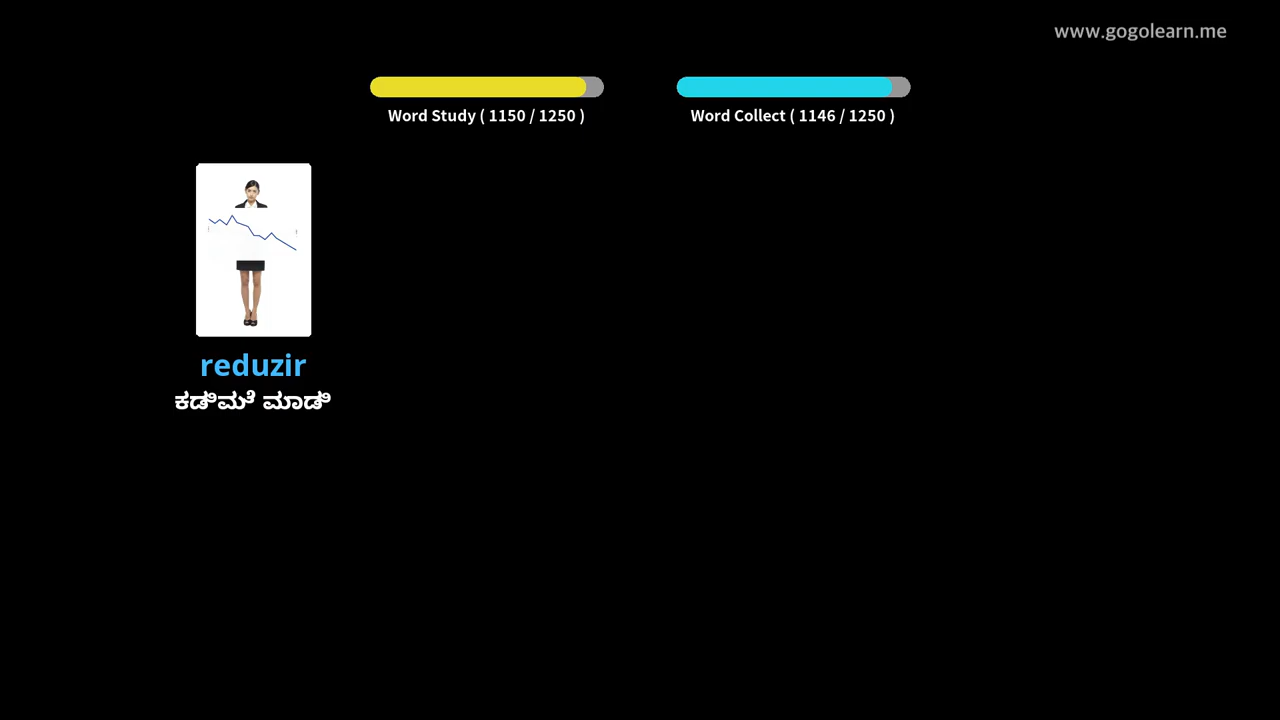 www.gogolearn.me
Word Study ( 1150 / 1250 )
Word Collect ( 1146 / 1250 )
reduzir
ಕಡಿಮೆ ಮಾಡಿ